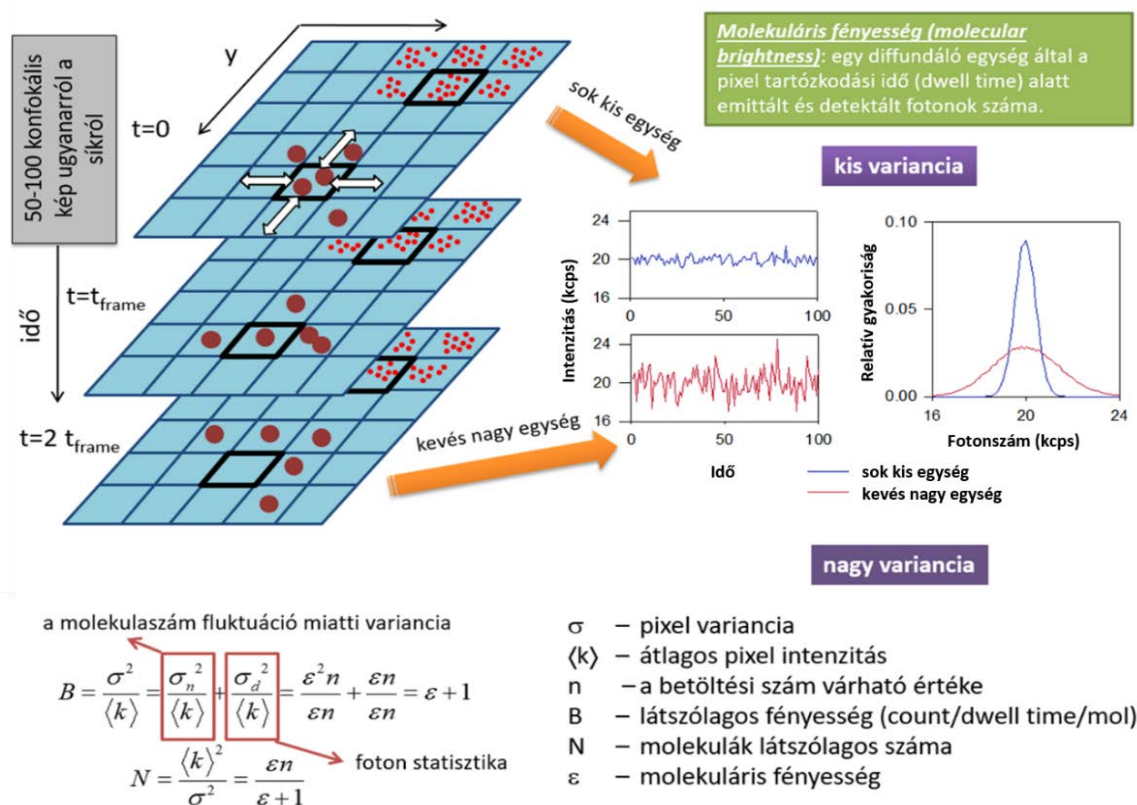 50-100 konfokális
kép ugyanarról a
síkról
y
t=0
t=t_frame
t=2 t_frame
idő
sok kis egység
kevés nagy egység
Molekuláris fényesség (molecular
brightness): egy diffundáló egység által a
pixel tartózkodási idő (dwell time) alatt
emittált és detektált fotonok száma.
kis variancia
Intenzitás (kcps)
24
20
16
0 50 100
24
20
16
0 50 100
Idő
Relatív gyakoriság
0.10
0.05
0.00
16 20 24
Fotonszám (kcps)
sok kis egység
kevés nagy egység
nagy variancia
a molekulaszám fluktuáció miatti variancia
B = σ²/⟨k⟩ = σₙ²/⟨k⟩ + σ_d²/⟨k⟩ = ε²n/εn + εn/εn = ε + 1
N = ⟨k⟩²/σ² = εn/ε+1
foton statisztika
σ – pixel variancia
⟨k⟩ – átlagos pixel intenzitás
n – a betöltési szám várható értéke
B – látszólagos fényesség (count/dwell time/mol)
N – molekulák látszólagos száma
ε – molekuláris fényesség